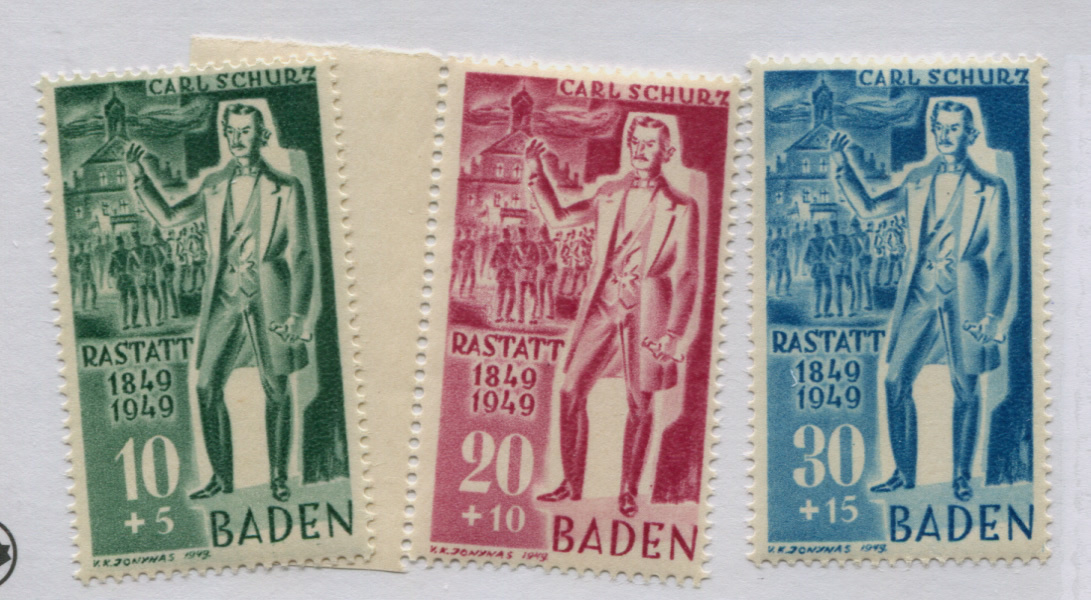 CARL SCHURZ
RASTATT
1849
1949
10
+5
BADEN
V.K.JONYNAS 1949.
CARL SCHURZ
RASTATT
1849
1949
20
+10
BADEN
V.K.JONYNAS 1949.
CARL SCHURZ
RASTATT
1849
1949
30
+15
BADEN
V.K.JONYNAS 1949.